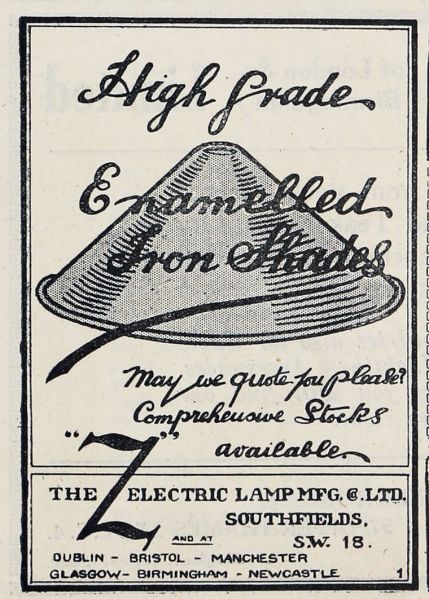 High Grade
Enamelled
Iron Shades
May we quote you please?
Comprehensive Stocks
available
THE "Z" ELECTRIC LAMP MFG. Co. LTD.
SOUTHFIELDS,
AND AT S.W. 18.
DUBLIN - BRISTOL - MANCHESTER
GLASGOW - BIRMINGHAM - NEWCASTLE 1